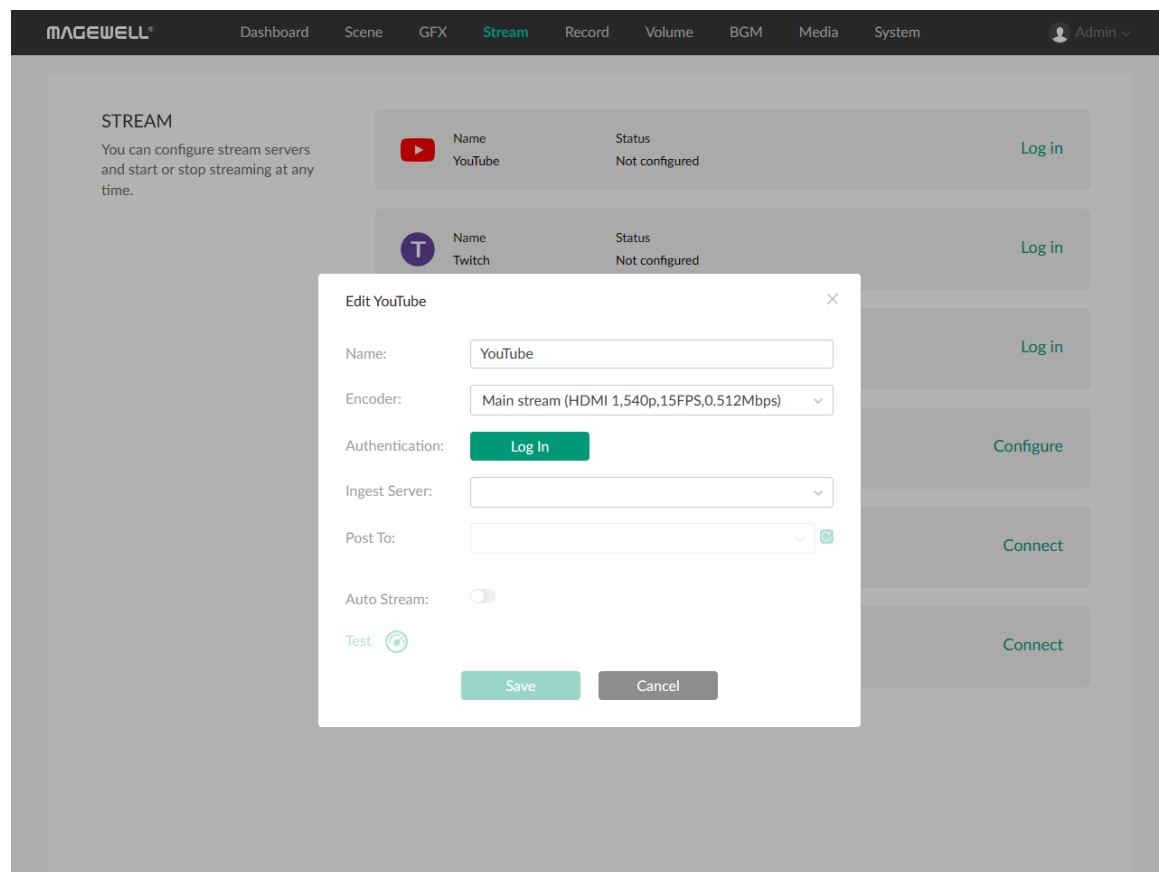 MAGEWELL® Dashboard Scene GFX Stream Record Volume BGM Media System Admin
STREAM
You can configure stream servers
and start or stop streaming at any
time.
Name Status
YouTube Not configured
Log in
T
Name Status
Twitch Not configured
Log in
Log in
Configure
Connect
Connect
Edit YouTube
Name: YouTube
Encoder: Main stream (HDMI 1,540p,15FPS,0.512Mbps)
Authentication: Log In
Ingest Server:
Post To:
Auto Stream:
Test
Save Cancel